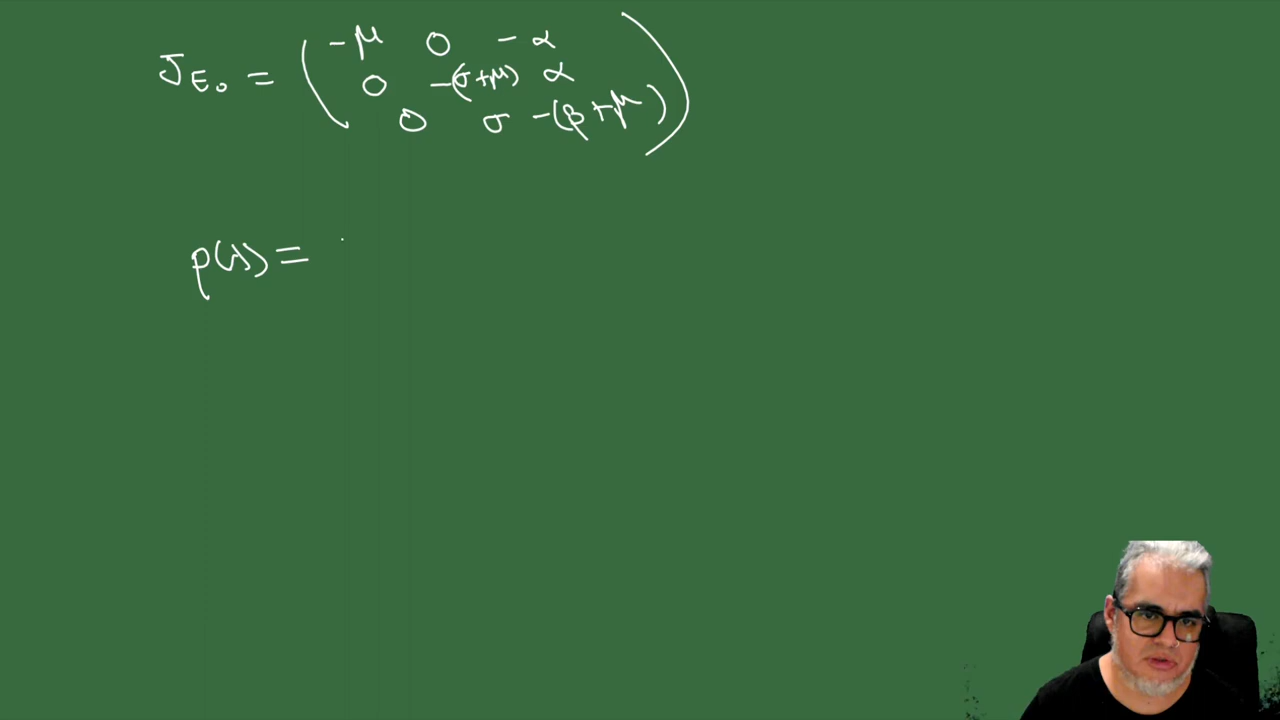 J_{E_0} = ( -μ 0 -α
0 -(σ+μ) α
0 σ -(β+μ) )
p(λ) =